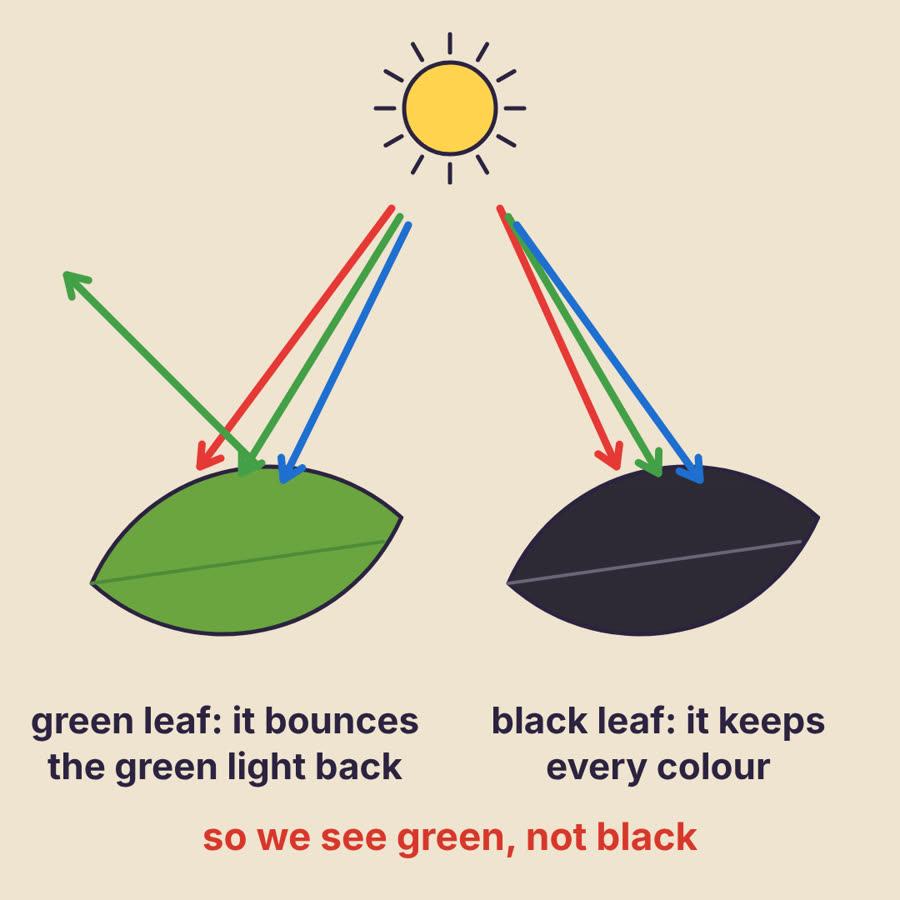 green leaf: it bounces
the green light back
black leaf: it keeps
every colour
so we see green, not black